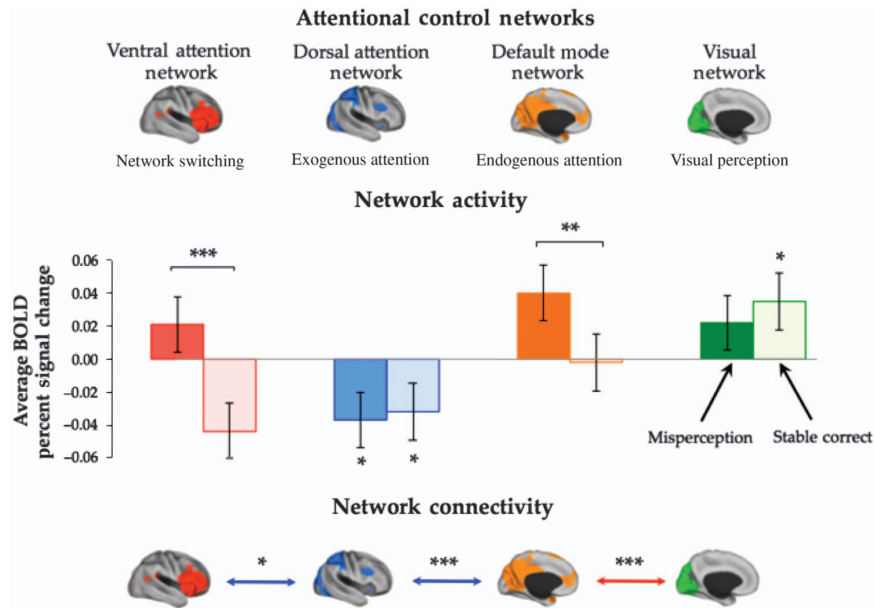 Attentional control networks
Ventral attention network
Dorsal attention network
Default mode network
Visual network
Network switching
Exogenous attention
Endogenous attention
Visual perception
Network activity
Average BOLD percent signal change
0.06
0.04
0.02
0.00
−0.02
−0.04
−0.06
***
**
*
*
*
Misperception
Stable correct
Network connectivity
*
***
***